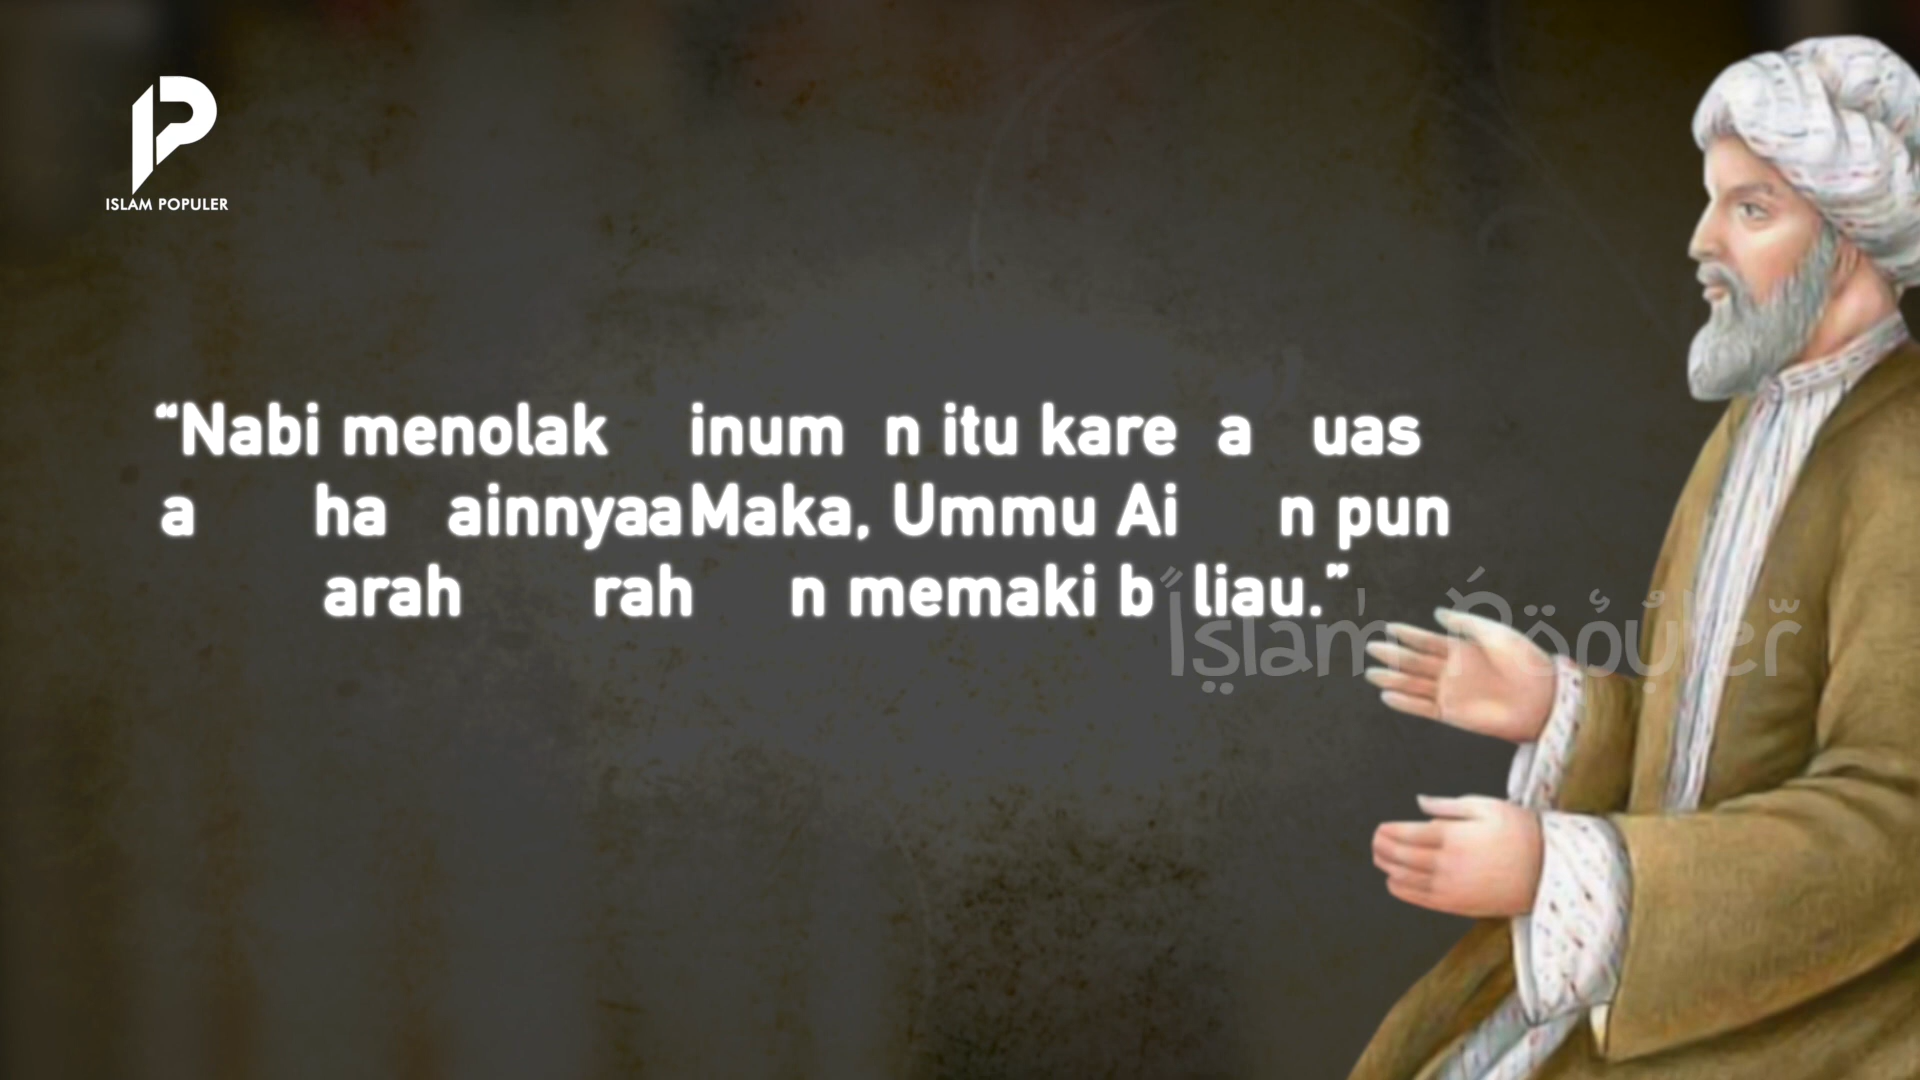 ISLAM POPULER
“Nabi menolak inum n itu kare a uas
a ha ainnyaaMaka, Ummu Ai n pun
arah rah n memaki b liau.”
Islam Populer